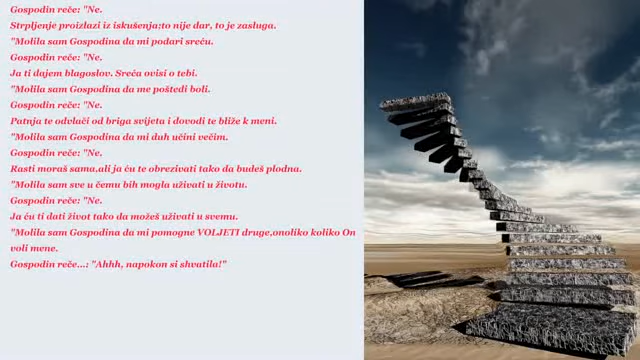 Gospodin reče: "Ne.
Strpljenje proizlazi iz iskušenja:to nije dar, to je zasluga.
"Molila sam Gospodina da mi podari sreću.
Gospodin reče: "Ne.
Ja ti dajem blagoslov. Sreća ovisi o tebi.
"Molila sam Gospodina da me poštedi boli.
Gospodin reče: "Ne.
Patnja te odvlači od briga svijeta i dovodi te bliže k meni.
"Molila sam Gospodina da mi duh učini većim.
Gospodin reče: "Ne.
Rasti moraš sama,ali ja ću te obrezivati tako da budeš plodna.
"Molila sam sve u čemu bih mogla uživati u životu.
Gospodin reče: "Ne.
Ja ću ti dati život tako da možeš uživati u svemu.
"Molila sam Gospodina da mi pomogne VOLJETI druge,onoliko koliko On
voli mene.
Gospodin reče...: "Ahhh, napokon si shvatila!"